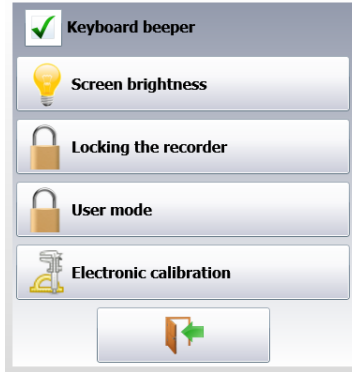 Keyboard beeper
Screen brightness
Locking the recorder
User mode
Electronic calibration